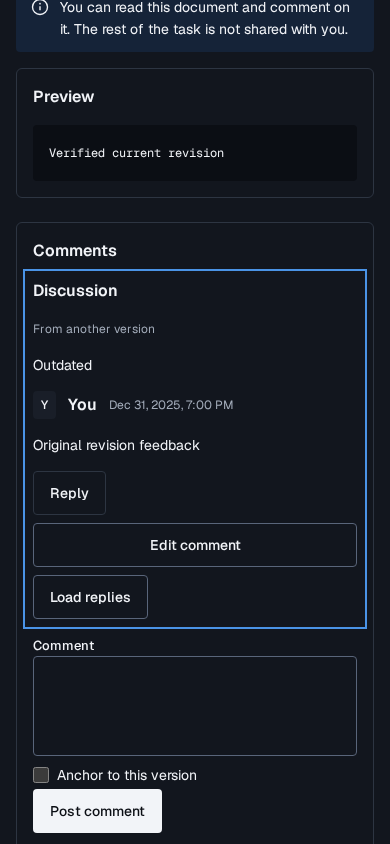 You can read this document and comment on
it. The rest of the task is not shared with you.
Preview
Verified current revision
Comments
Discussion
From another version
Outdated
Y You Dec 31, 2025, 7:00 PM
Original revision feedback
Reply
Edit comment
Load replies
Comment
Anchor to this version
Post comment